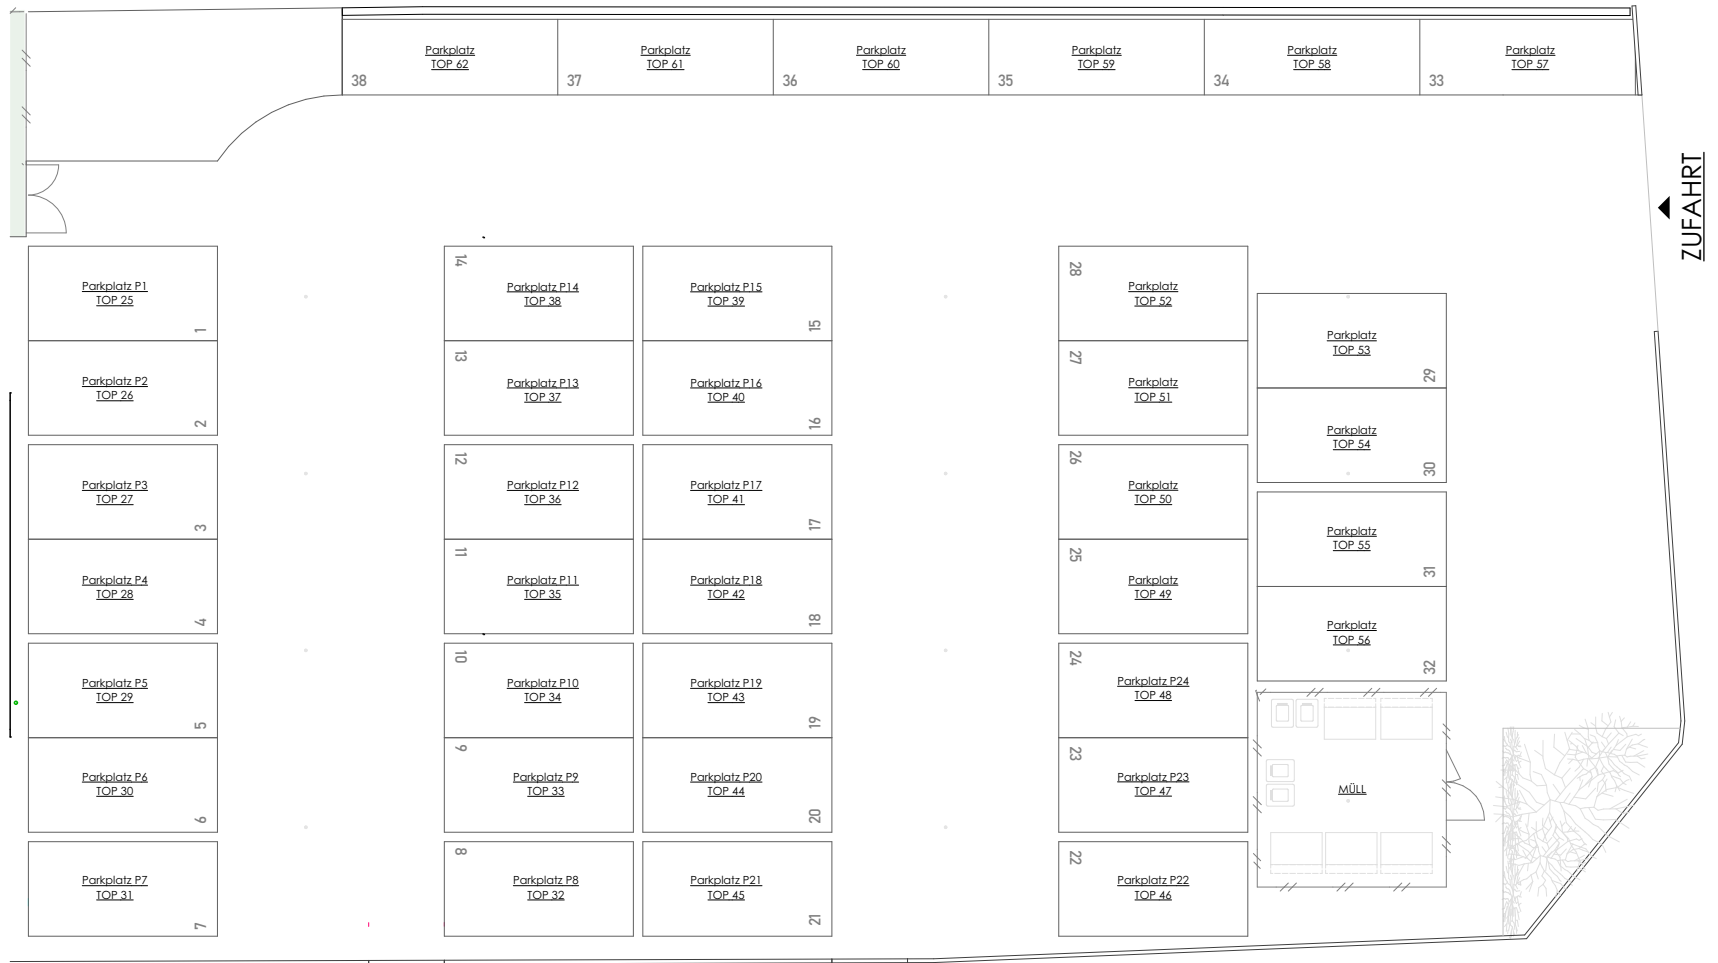 Parkplatz
TOP 62
38
Parkplatz
TOP 61
37
Parkplatz
TOP 60
36
Parkplatz
TOP 59
35
Parkplatz
TOP 58
34
Parkplatz
TOP 57
33
ZUFAHRT
Parkplatz P1
TOP 25
1
Parkplatz P2
TOP 26
2
Parkplatz P3
TOP 27
3
Parkplatz P4
TOP 28
4
Parkplatz P5
TOP 29
5
Parkplatz P6
TOP 30
6
Parkplatz P7
TOP 31
7
14
Parkplatz P14
TOP 38
13
Parkplatz P13
TOP 37
12
Parkplatz P12
TOP 36
11
Parkplatz P11
TOP 35
10
Parkplatz P10
TOP 34
9
Parkplatz P9
TOP 33
8
Parkplatz P8
TOP 32
Parkplatz P15
TOP 39
15
Parkplatz P16
TOP 40
16
Parkplatz P17
TOP 41
17
Parkplatz P18
TOP 42
18
Parkplatz P19
TOP 43
19
Parkplatz P20
TOP 44
20
Parkplatz P21
TOP 45
21
28
Parkplatz
TOP 52
27
Parkplatz
TOP 51
26
Parkplatz
TOP 50
25
Parkplatz
TOP 49
24
Parkplatz P24
TOP 48
23
Parkplatz P23
TOP 47
22
Parkplatz P22
TOP 46
Parkplatz
TOP 53
29
Parkplatz
TOP 54
30
Parkplatz
TOP 55
31
Parkplatz
TOP 56
32
MÜLL